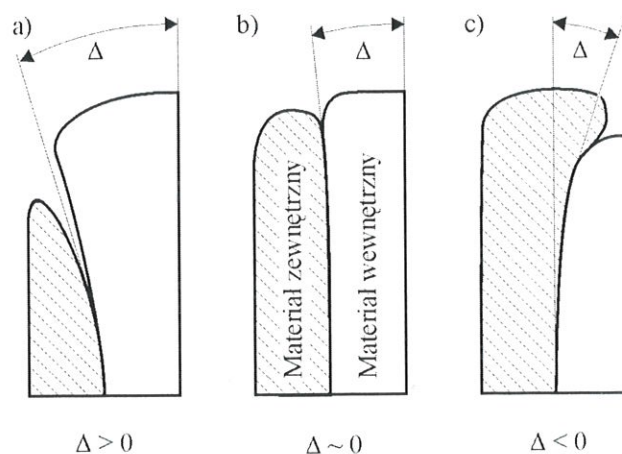 a)
Δ
b)
Δ
c)
Δ
Materiał zewnętrzny
Materiał wewnętrzny
Δ > 0
Δ ~ 0
Δ < 0